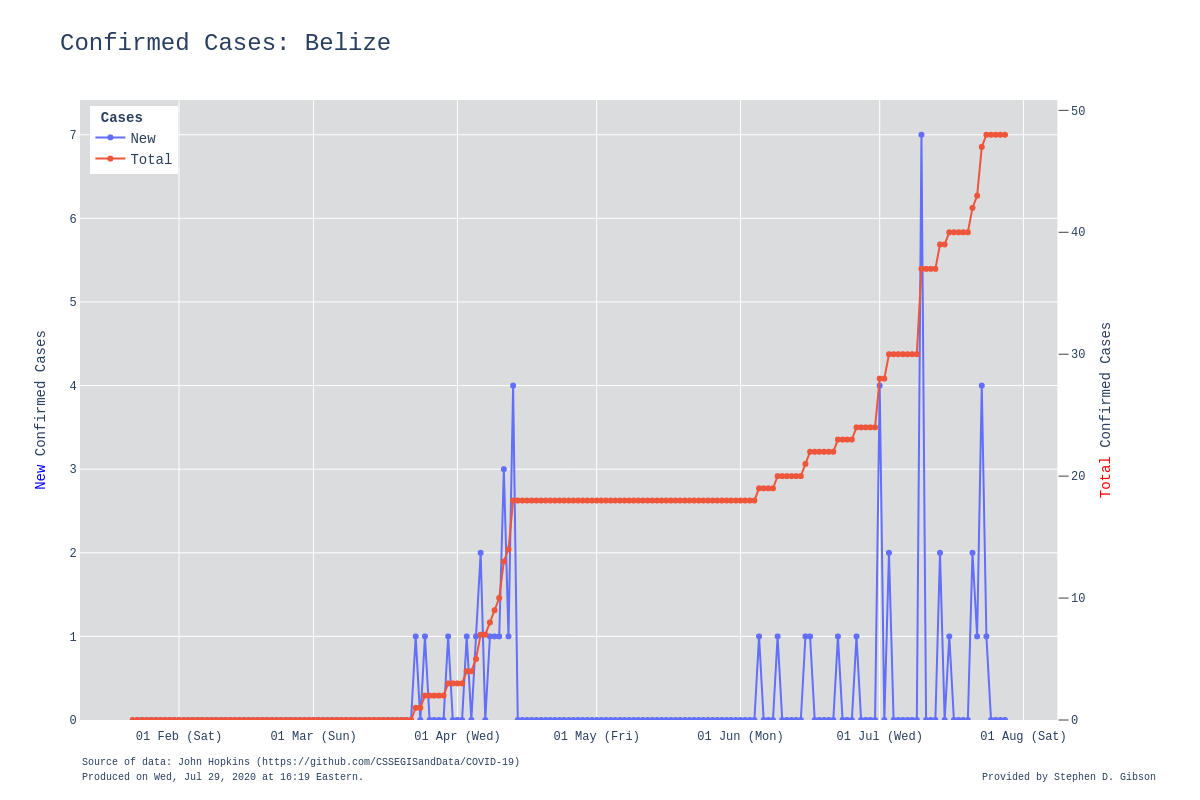 Confirmed Cases: Belize
Cases
New
Total
7
6
5
4
3
2
1
0
New Confirmed Cases
50
40
30
20
10
0
Total Confirmed Cases
01 Feb (Sat) 01 Mar (Sun) 01 Apr (Wed) 01 May (Fri) 01 Jun (Mon) 01 Jul (Wed) 01 Aug (Sat)
Source of data: John Hopkins (https://github.com/CSSEGISandData/COVID-19)
Produced on Wed, Jul 29, 2020 at 16:19 Eastern.
Provided by Stephen D. Gibson